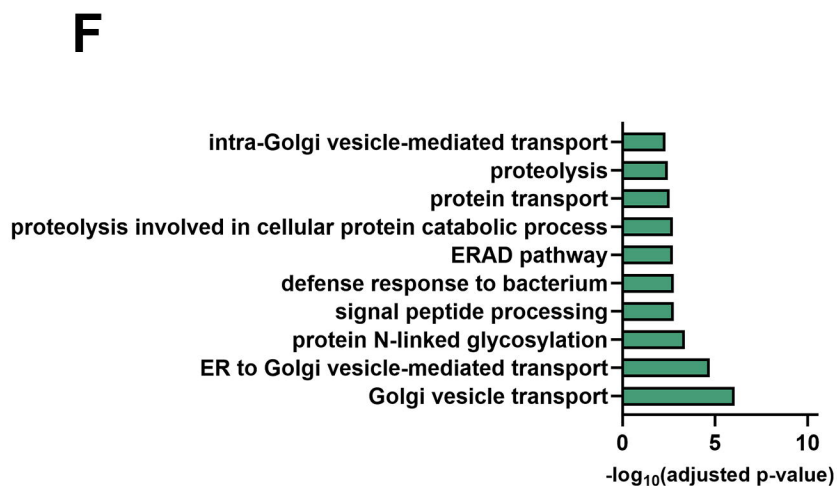 F
intra-Golgi vesicle-mediated transport
proteolysis
protein transport
proteolysis involved in cellular protein catabolic process
ERAD pathway
defense response to bacterium
signal peptide processing
protein N-linked glycosylation
ER to Golgi vesicle-mediated transport
Golgi vesicle transport
0 5 10
-log₁₀(adjusted p-value)